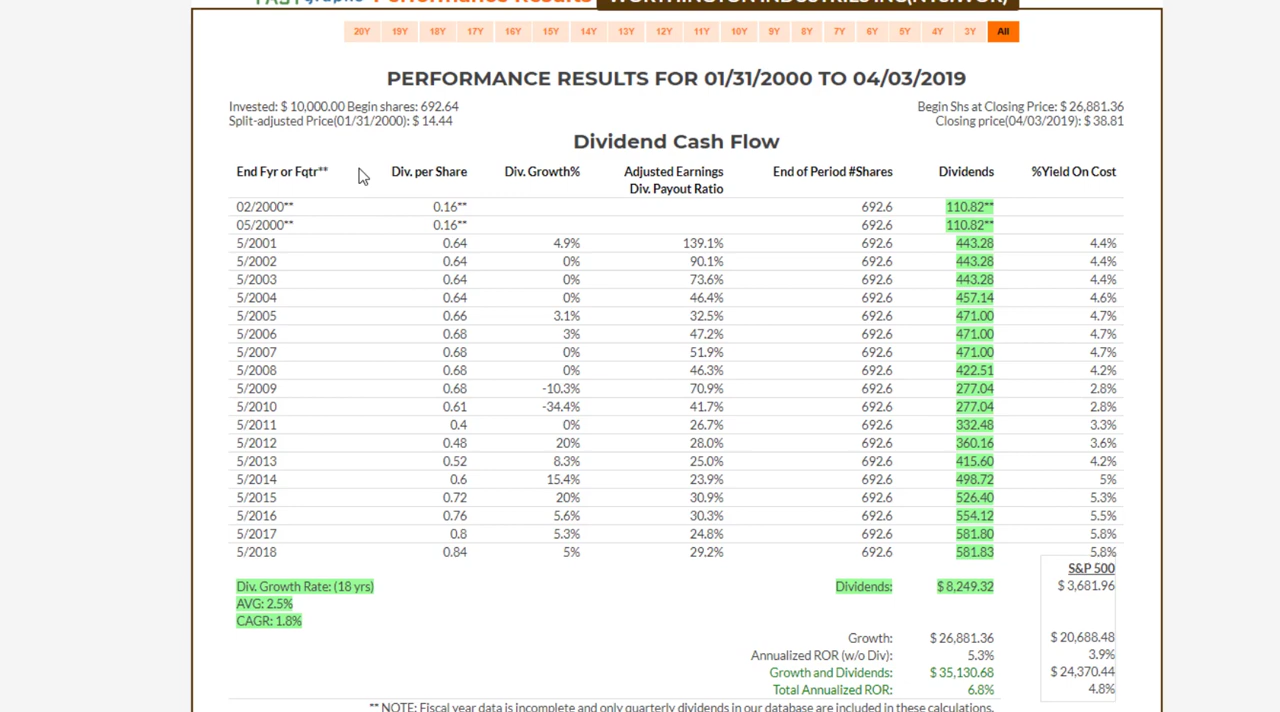 FAST graphs Performance Results WORTHINGTON INDUSTRIES INC(NYSE:WOR)
20Y 19Y 18Y 17Y 16Y 15Y 14Y 13Y 12Y 11Y 10Y 9Y 8Y 7Y 6Y 5Y 4Y 3Y All
PERFORMANCE RESULTS FOR 01/31/2000 TO 04/03/2019
Invested: $ 10,000.00 Begin shares: 692.64 Begin Shs at Closing Price: $ 26,881.36
Split-adjusted Price(01/31/2000): $ 14.44 Closing price(04/03/2019): $ 38.81
Dividend Cash Flow
End Fyr or Fqtr** Div. per Share Div. Growth% Adjusted Earnings End of Period #Shares Dividends %Yield On Cost
Div. Payout Ratio
02/2000** 0.16** 692.6 110.82**
05/2000** 0.16** 692.6 110.82**
5/2001 0.64 4.9% 139.1% 692.6 443.28 4.4%
5/2002 0.64 0% 90.1% 692.6 443.28 4.4%
5/2003 0.64 0% 73.6% 692.6 443.28 4.4%
5/2004 0.64 0% 46.4% 692.6 457.14 4.6%
5/2005 0.66 3.1% 32.5% 692.6 471.00 4.7%
5/2006 0.68 3% 47.2% 692.6 471.00 4.7%
5/2007 0.68 0% 51.9% 692.6 471.00 4.7%
5/2008 0.68 0% 46.3% 692.6 422.51 4.2%
5/2009 0.68 -10.3% 70.9% 692.6 277.04 2.8%
5/2010 0.61 -34.4% 41.7% 692.6 277.04 2.8%
5/2011 0.4 0% 26.7% 692.6 332.48 3.3%
5/2012 0.48 20% 28.0% 692.6 360.16 3.6%
5/2013 0.52 8.3% 25.0% 692.6 415.60 4.2%
5/2014 0.6 15.4% 23.9% 692.6 498.72 5%
5/2015 0.72 20% 30.9% 692.6 526.40 5.3%
5/2016 0.76 5.6% 30.3% 692.6 554.12 5.5%
5/2017 0.8 5.3% 24.8% 692.6 581.80 5.8%
5/2018 0.84 5% 29.2% 692.6 581.83 5.8%
S&P 500
Div. Growth Rate: (18 yrs) Dividends: $ 8,249.32 $ 3,681.96
AVG: 2.5%
CAGR: 1.8%
Growth: $ 26,881.36 $ 20,688.48
Annualized ROR (w/o Div): 5.3% 3.9%
Growth and Dividends: $ 35,130.68 $ 24,370.44
Total Annualized ROR: 6.8% 4.8%
** NOTE: Fiscal year data is incomplete and only quarterly dividends in our database are included in these calculations.